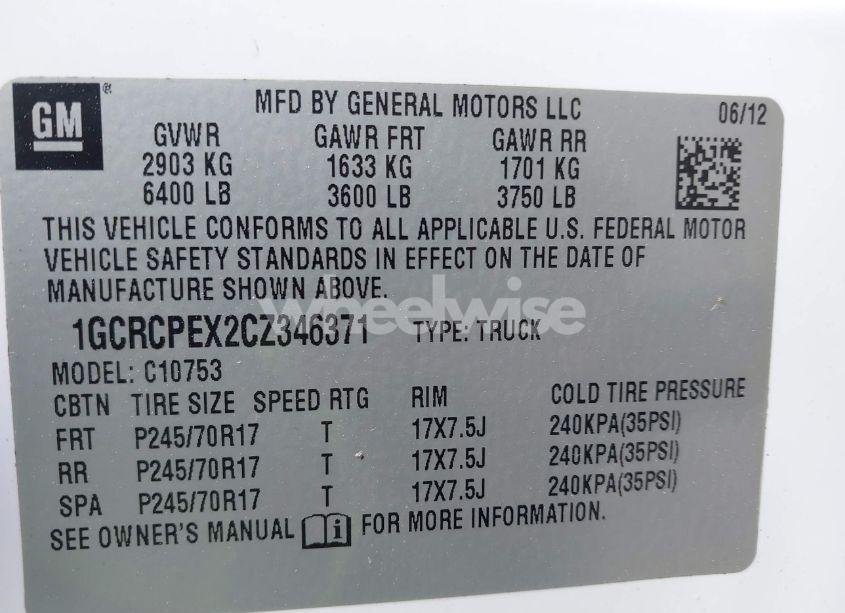 GM ® MFD BY GENERAL MOTORS LLC 06/12
GVWR GAWR FRT GAWR RR
2903 KG 1633 KG 1701 KG
6400 LB 3600 LB 3750 LB
THIS VEHICLE CONFORMS TO ALL APPLICABLE U.S. FEDERAL MOTOR
VEHICLE SAFETY STANDARDS IN EFFECT ON THE DATE OF
MANUFACTURE SHOWN ABOVE.
wheelwise
1GCRCPEX2CZ346371 TYPE: TRUCK
MODEL: C10753
CBTN TIRE SIZE SPEED RTG RIM COLD TIRE PRESSURE
FRT P245/70R17 T 17X7.5J 240KPA(35PSI)
RR P245/70R17 T 17X7.5J 240KPA(35PSI)
SPA P245/70R17 T 17X7.5J 240KPA(35PSI)
SEE OWNER'S MANUAL i FOR MORE INFORMATION.